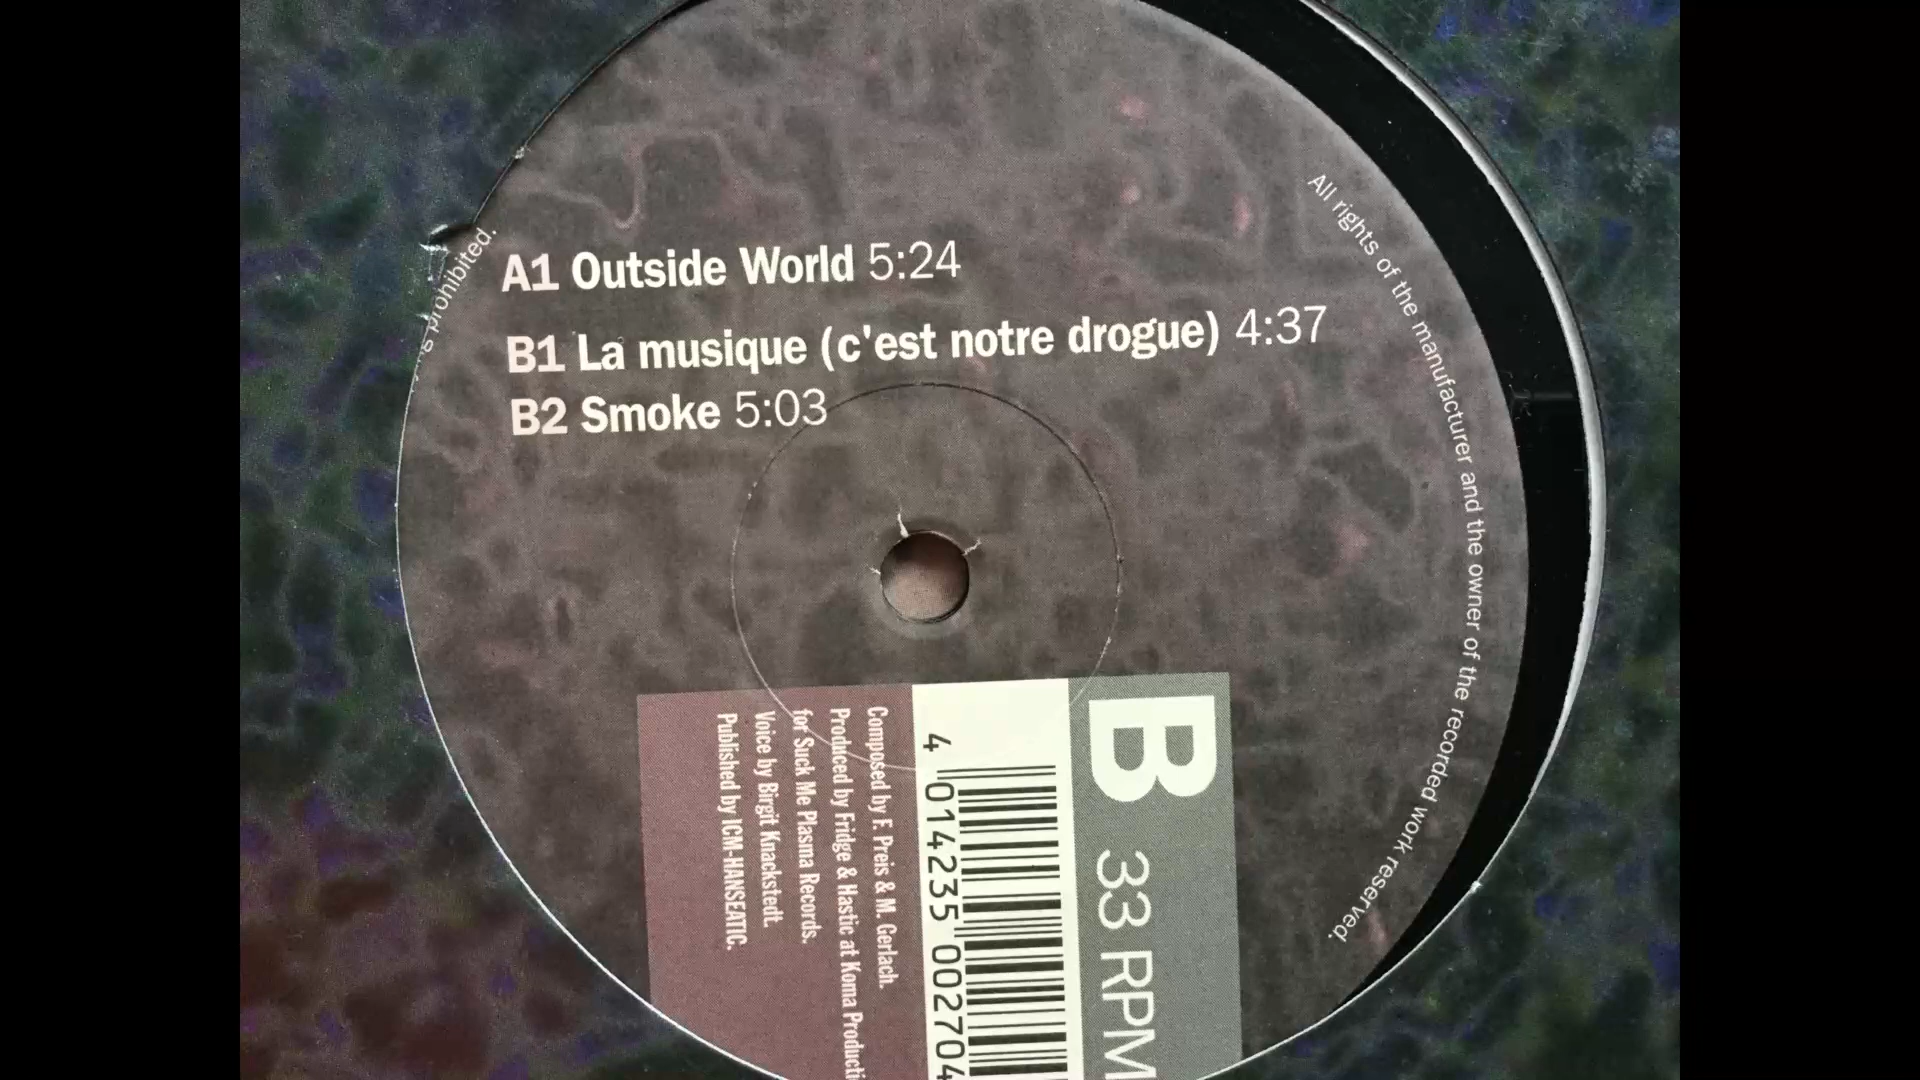 A1 Outside World 5:24
B1 La musique (c'est notre drogue) 4:37
B2 Smoke 5:03
All rights of the manufacturer and the owner of the recorded work reserved.
prohibited.
B 33 RPM
4 014235 002704
Composed by F. Preis & M. Gerlach.
Produced by Fridge & Hastic at Koma
for Suck Me Plasma Records.
Voice by Birgit Knackstedt.
Published by ICM-HANSEATIC.